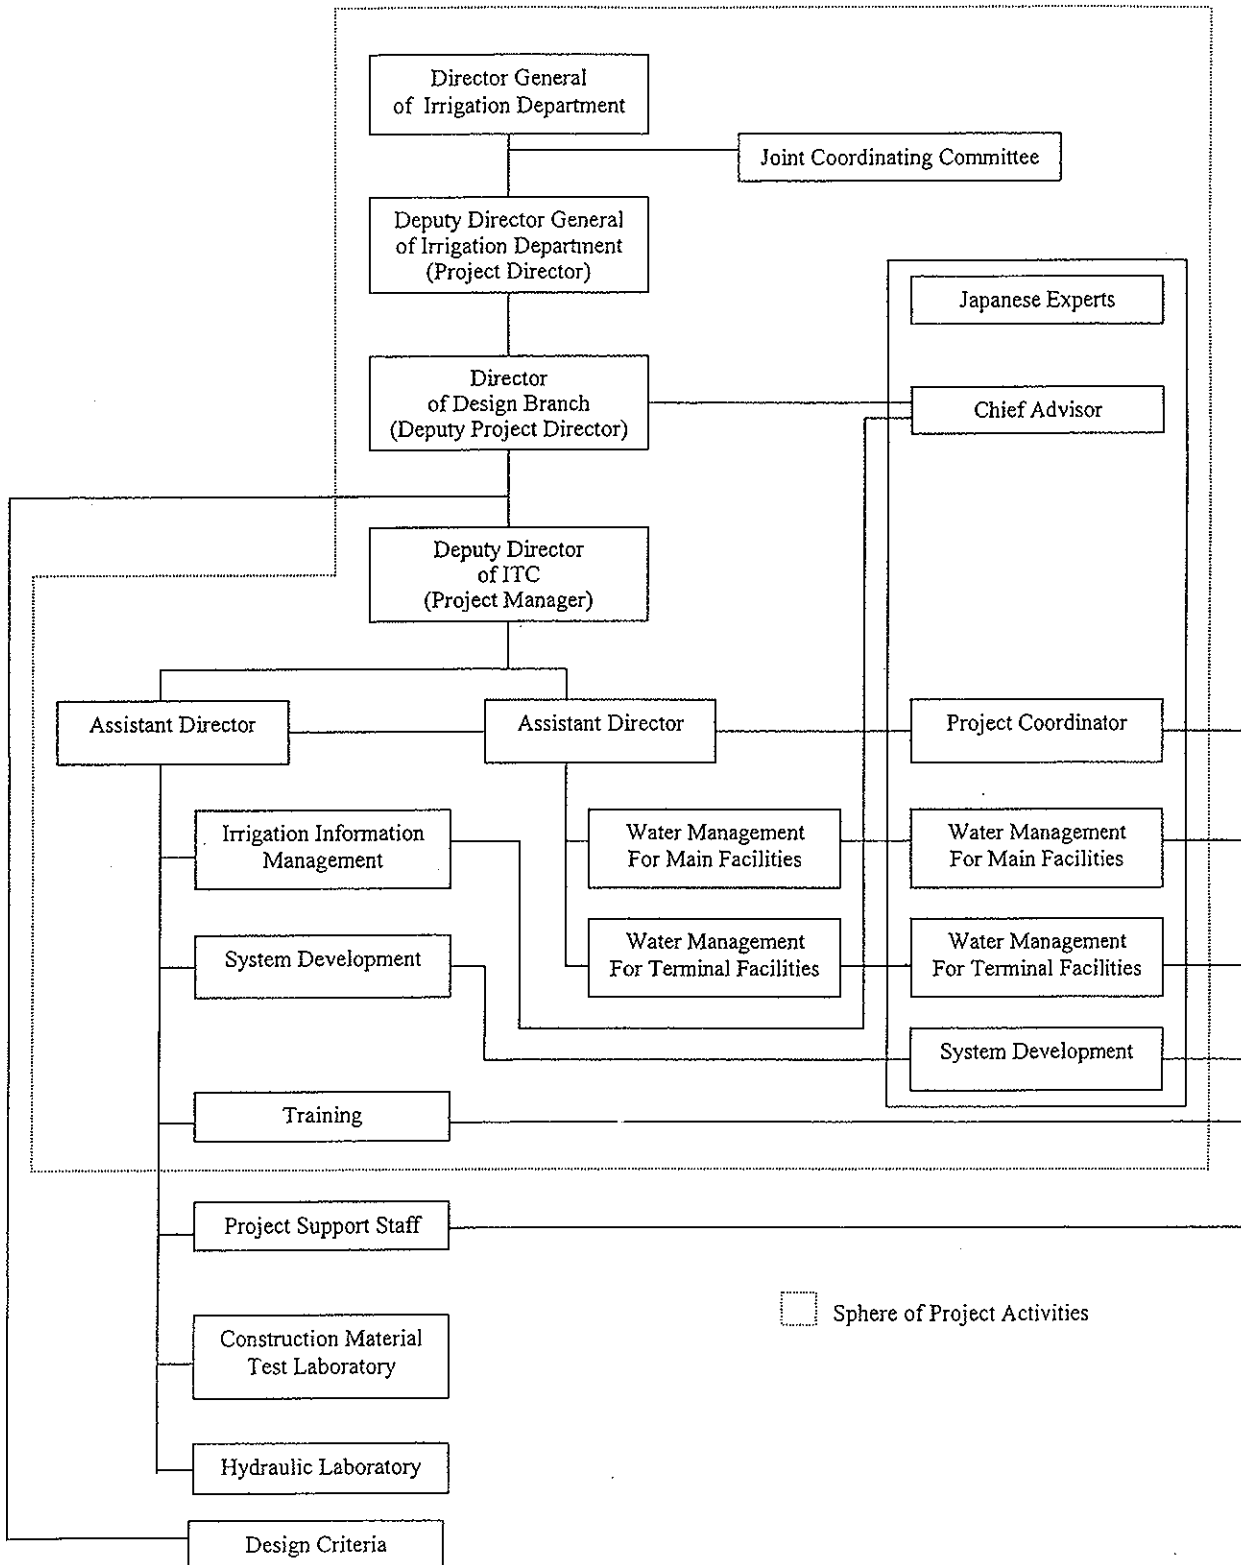 Director General
of Irrigation Department
Joint Coordinating Committee
Deputy Director General
of Irrigation Department
(Project Director)
Japanese Experts
Director
of Design Branch
(Deputy Project Director)
Chief Advisor
Deputy Director
of ITC
(Project Manager)
Assistant Director
Assistant Director
Project Coordinator
Irrigation Information
Management
Water Management
For Main Facilities
Water Management
For Main Facilities
System Development
Water Management
For Terminal Facilities
Water Management
For Terminal Facilities
System Development
Training
Project Support Staff
Sphere of Project Activities
Construction Material
Test Laboratory
Hydraulic Laboratory
Design Criteria